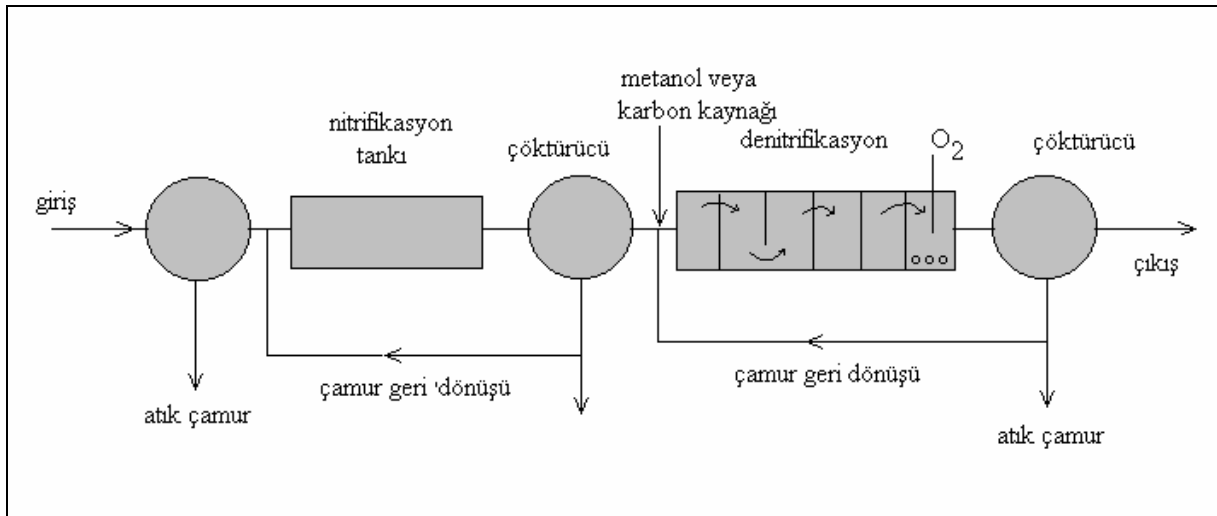 metanol veya
karbon kaynağı
nitrifikasyon
tankı
çöktürücü
denitrifikasyon
O2
çöktürücü
giriş
çıkış
çamur geri 'dönüşü
çamur geri dönüşü
atık çamur
atık çamur